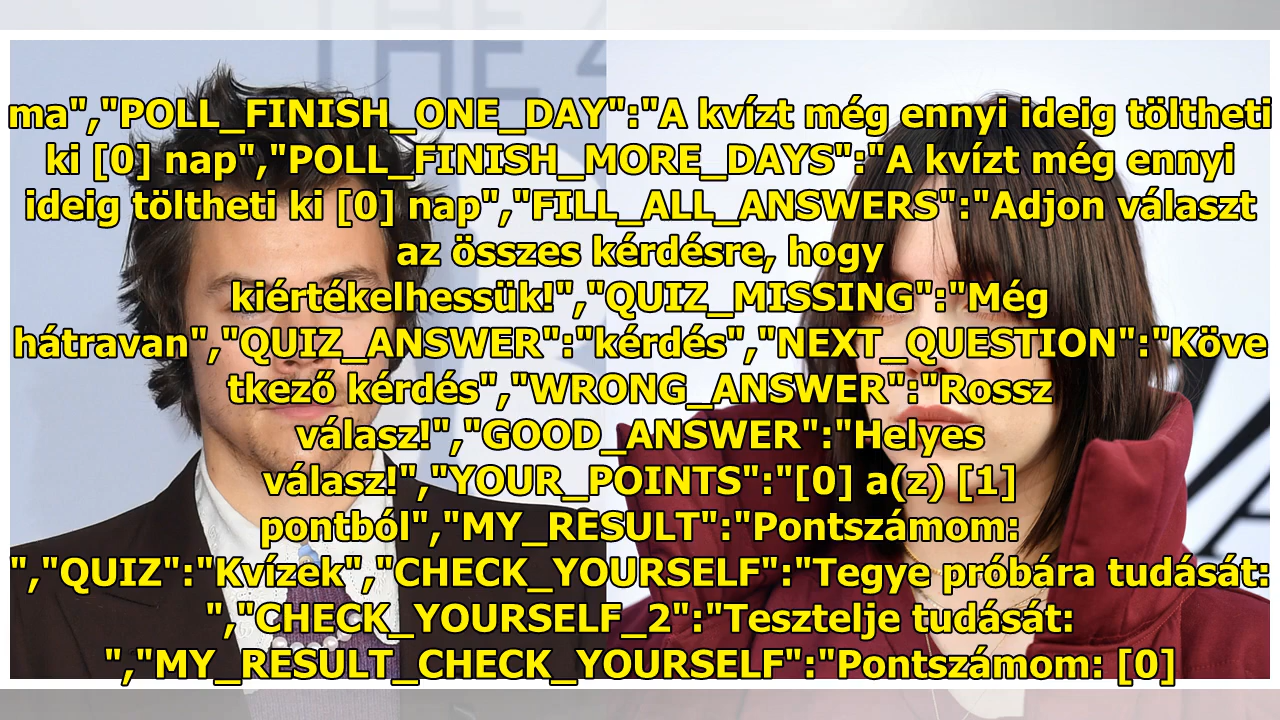 THE 4
ma","POLL_FINISH_ONE_DAY":"A kvízt még ennyi ideig töltheti
ki [0] nap","POLL_FINISH_MORE_DAYS":"A kvízt még ennyi
ideig töltheti ki [0] nap","FILL_ALL_ANSWERS":"Adjon választ
az összes kérdésre, hogy
kiértékelhessük!","QUIZ_MISSING":"Még
hátravan","QUIZ_ANSWER":"kérdés","NEXT_QUESTION":"Köve
tkező kérdés","WRONG_ANSWER":"Rossz
válasz!","GOOD_ANSWER":"Helyes
válasz!","YOUR_POINTS":"[0] a(z) [1]
pontból","MY_RESULT":"Pontszámom:
","QUIZ":"Kvízek","CHECK_YOURSELF":"Tegye próbára tudását:
","CHECK_YOURSELF_2":"Tesztelje tudását:
","MY_RESULT_CHECK_YOURSELF":"Pontszámom: [0]